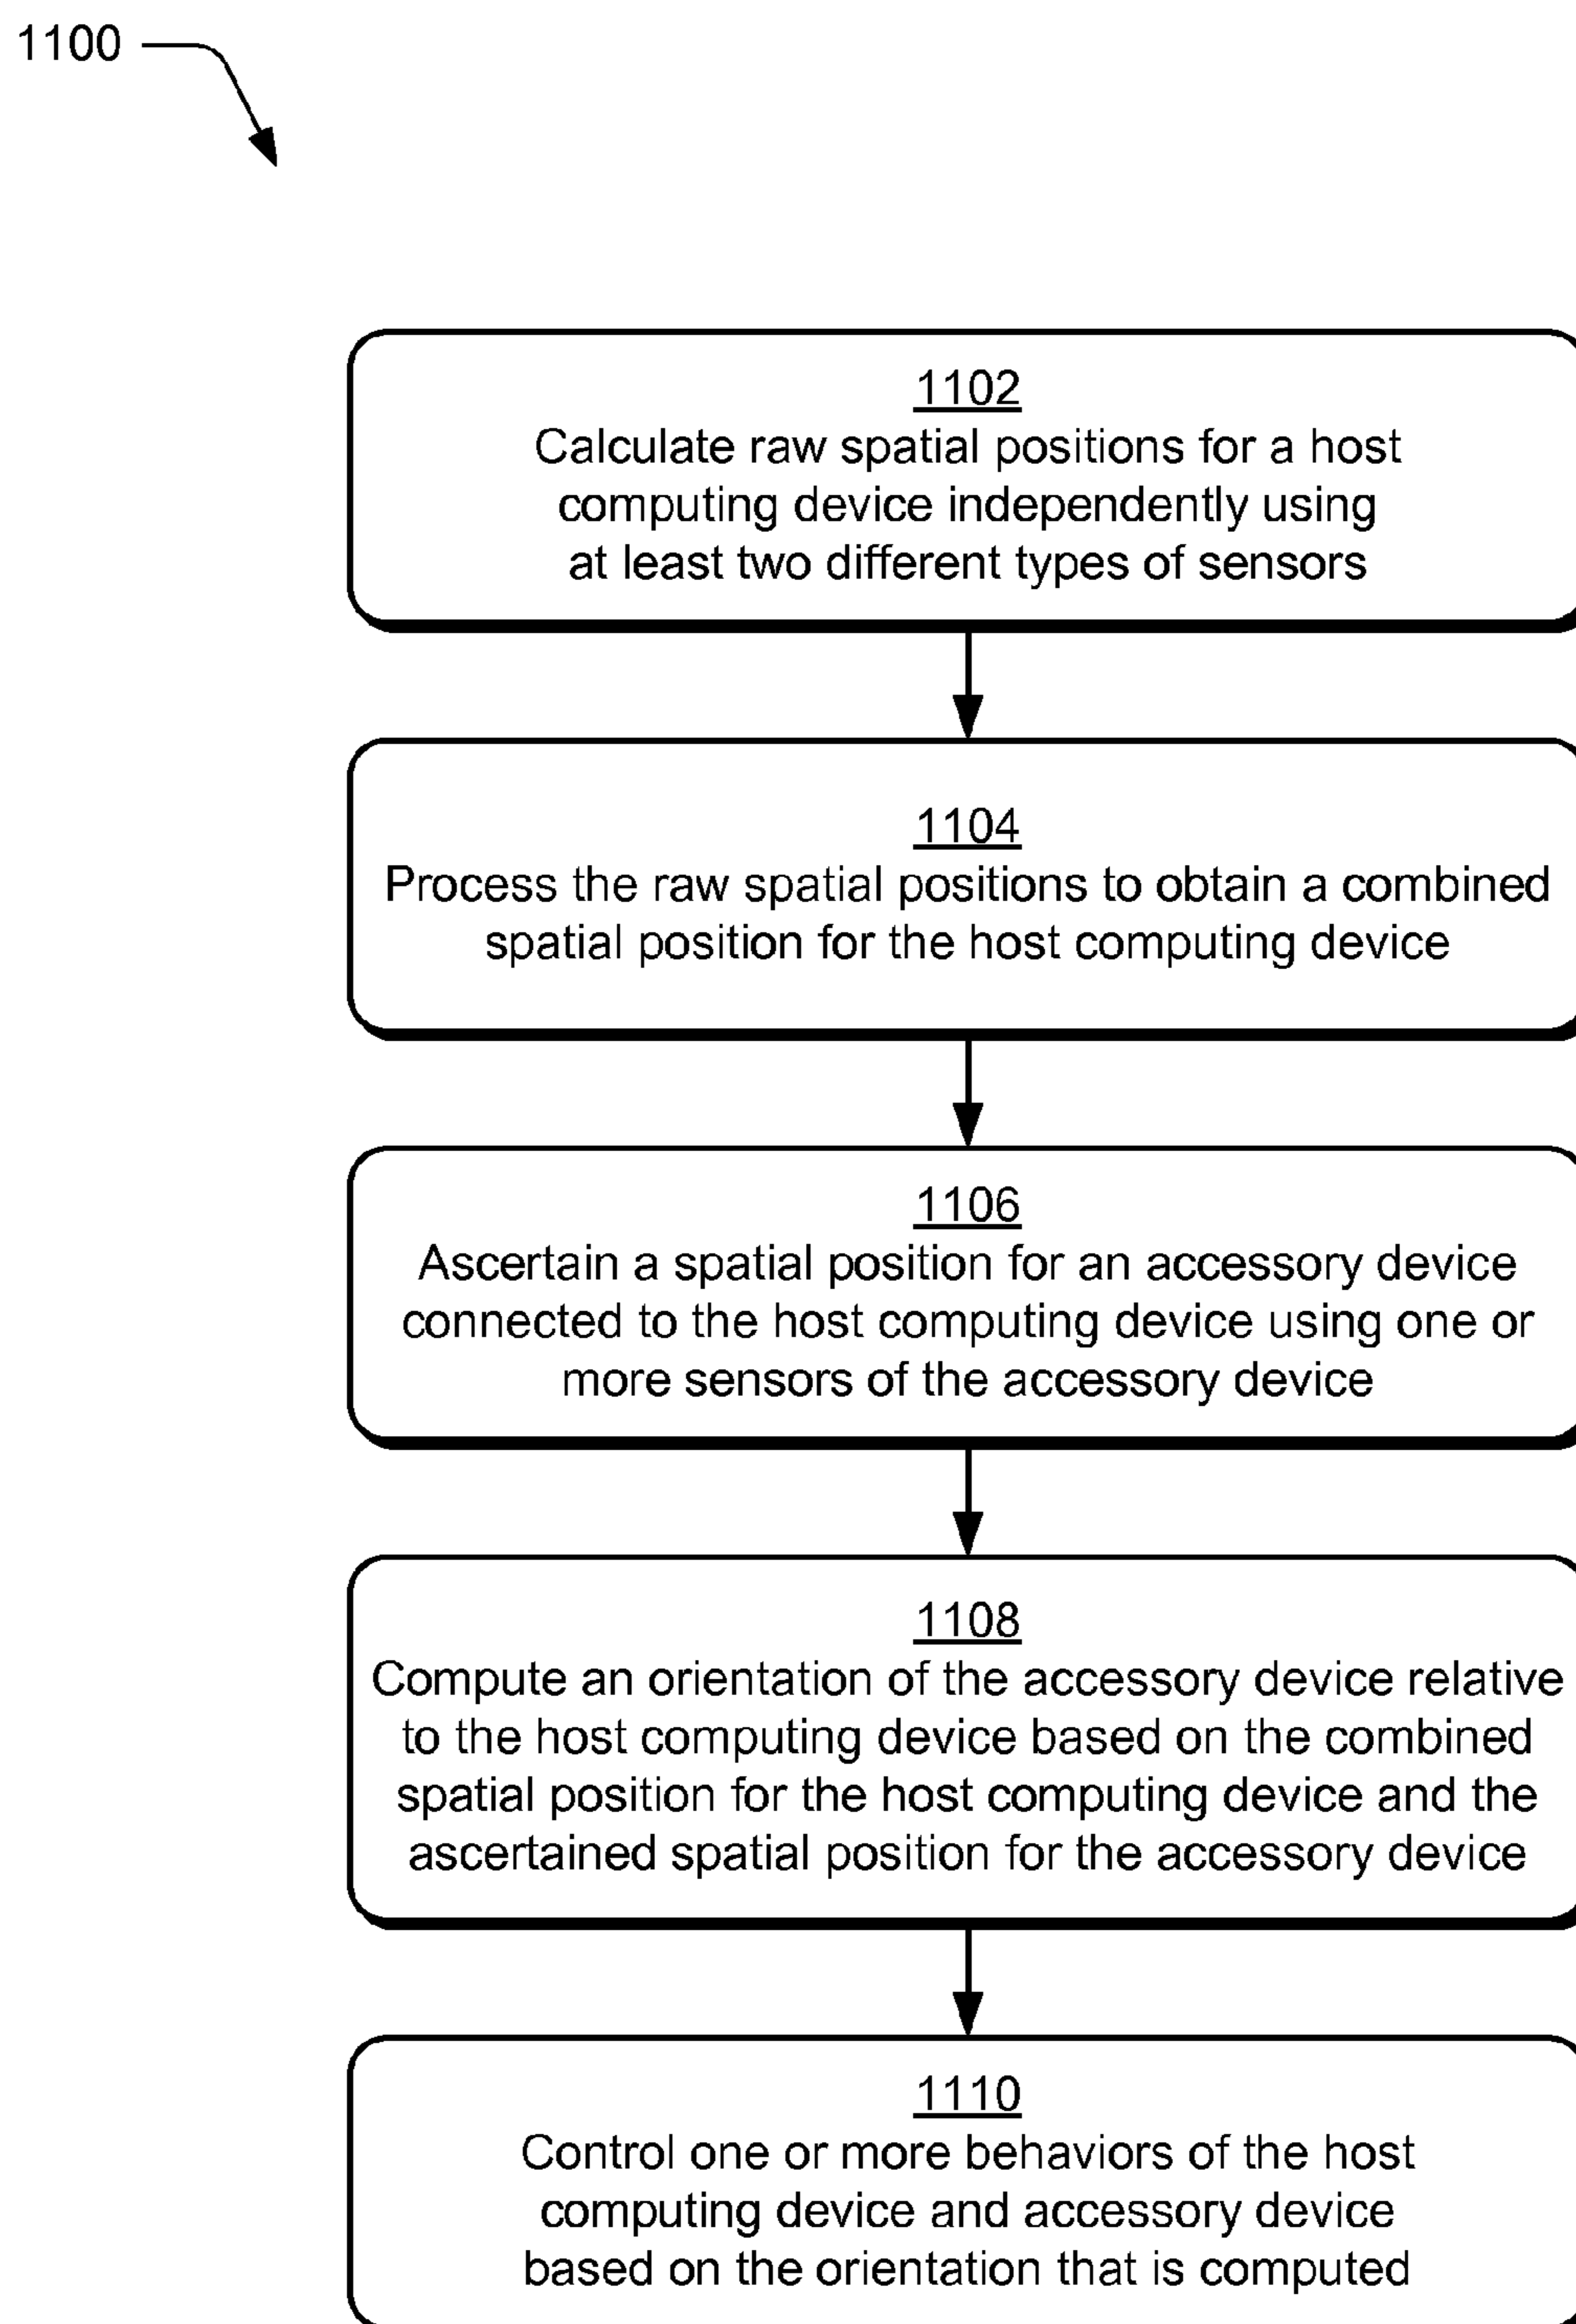 1100
1102
Calculate raw spatial positions for a host
computing device independently using
at least two different types of sensors
1104
Process the raw spatial positions to obtain a combined
spatial position for the host computing device
1106
Ascertain a spatial position for an accessory device
connected to the host computing device using one or
more sensors of the accessory device
1108
Compute an orientation of the accessory device relative
to the host computing device based on the combined
spatial position for the host computing device and the
ascertained spatial position for the accessory device
1110
Control one or more behaviors of the host
computing device and accessory device
based on the orientation that is computed